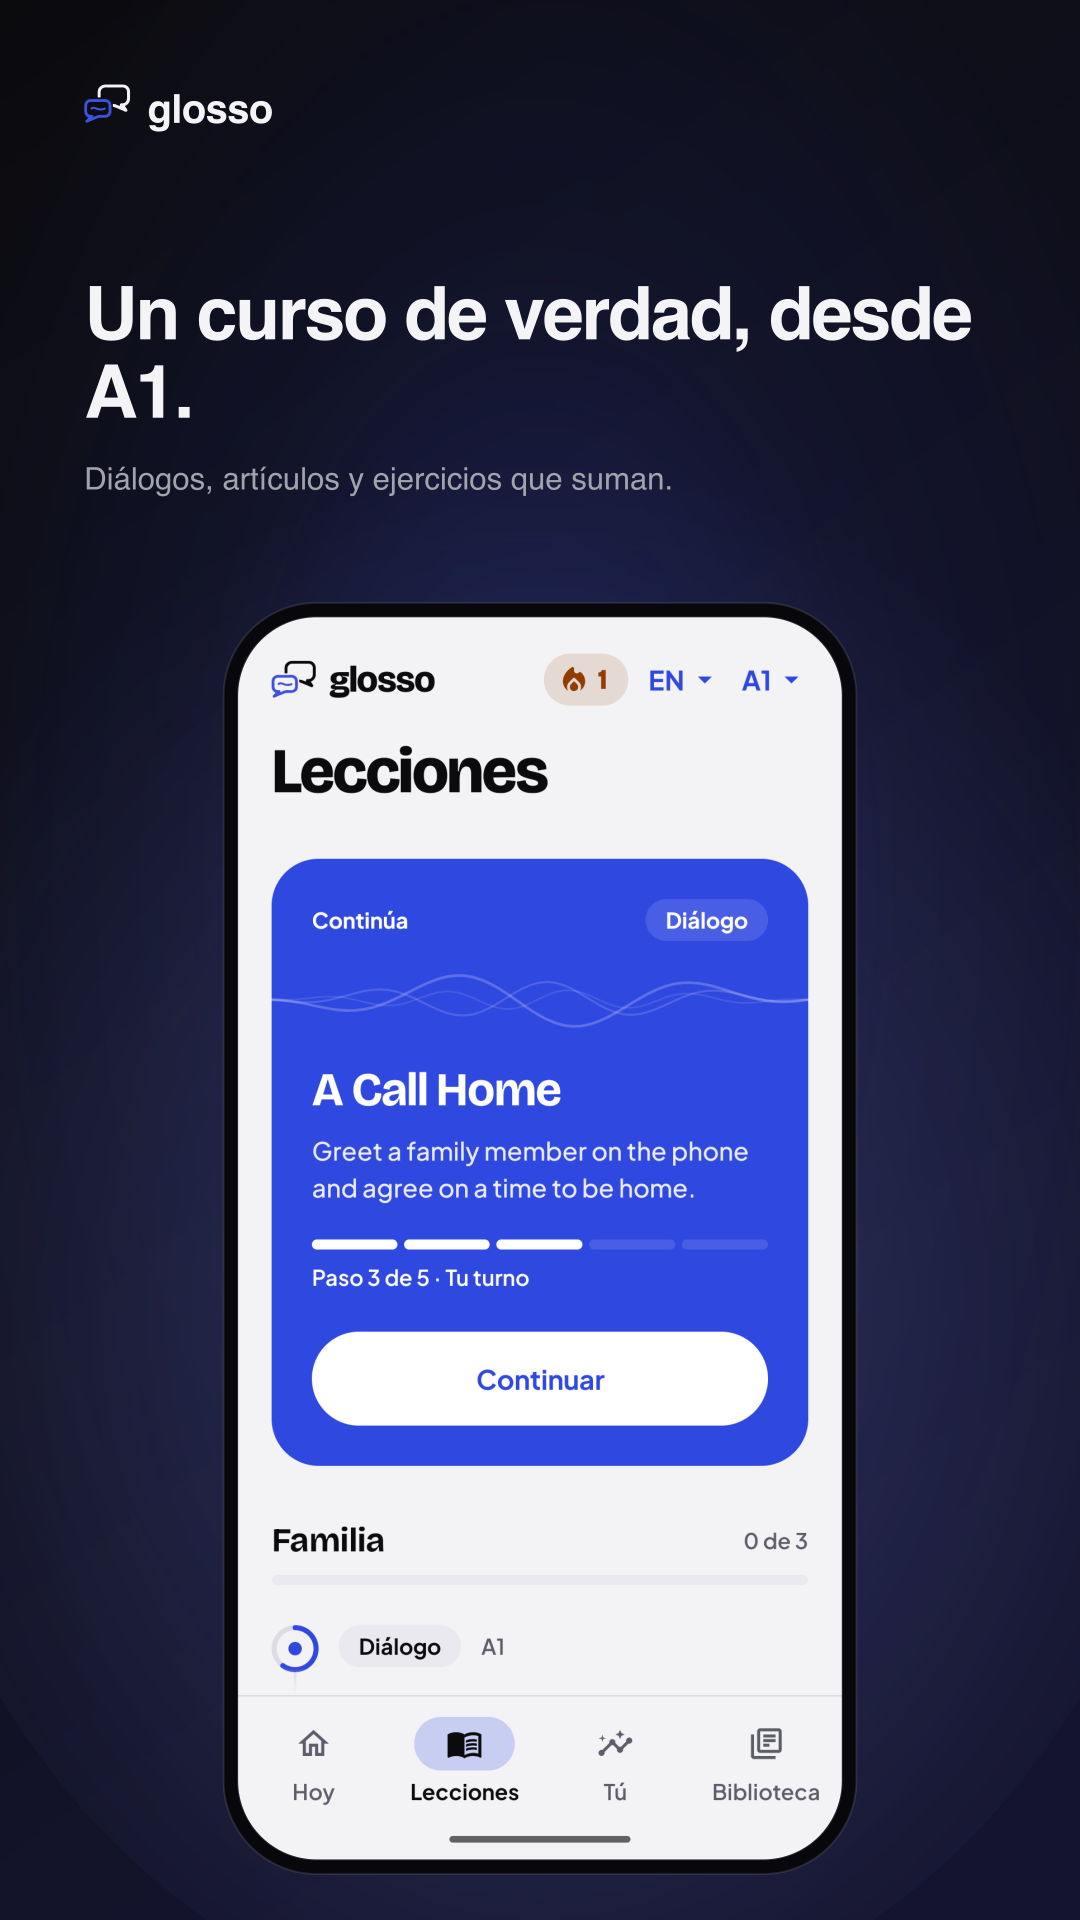 glosso
Un curso de verdad, desde
A1.
Diálogos, artículos y ejercicios que suman.
glosso
1
EN
A1
Lecciones
Continúa
Diálogo
A Call Home
Greet a family member on the phone
and agree on a time to be home.
Paso 3 de 5 · Tu turno
Continuar
Familia
0 de 3
Diálogo
A1
Hoy
Lecciones
Tú
Biblioteca